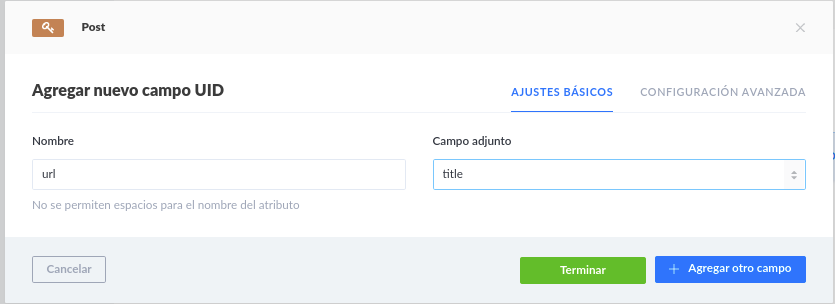 Post
Agregar nuevo campo UID
AJUSTES BÁSICOS
CONFIGURACIÓN AVANZADA
Nombre
Campo adjunto
url
title
No se permiten espacios para el nombre del atributo
Cancelar
Terminar
Agregar otro campo